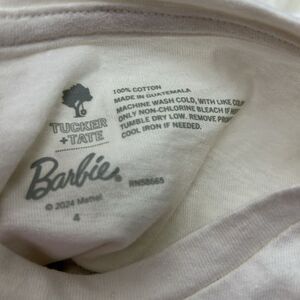 TUCKER
+TATE
100% COTTON
MADE IN GUATEMALA
MACHINE WASH COLD, WITH LIKE
ONLY NON-CHLORINE BLEACH IF
TUMBLE DRY LOW. REMOVE
COOL IRON IF NEEDED.
Barbie
RN58665
© 2024 Mattel
4